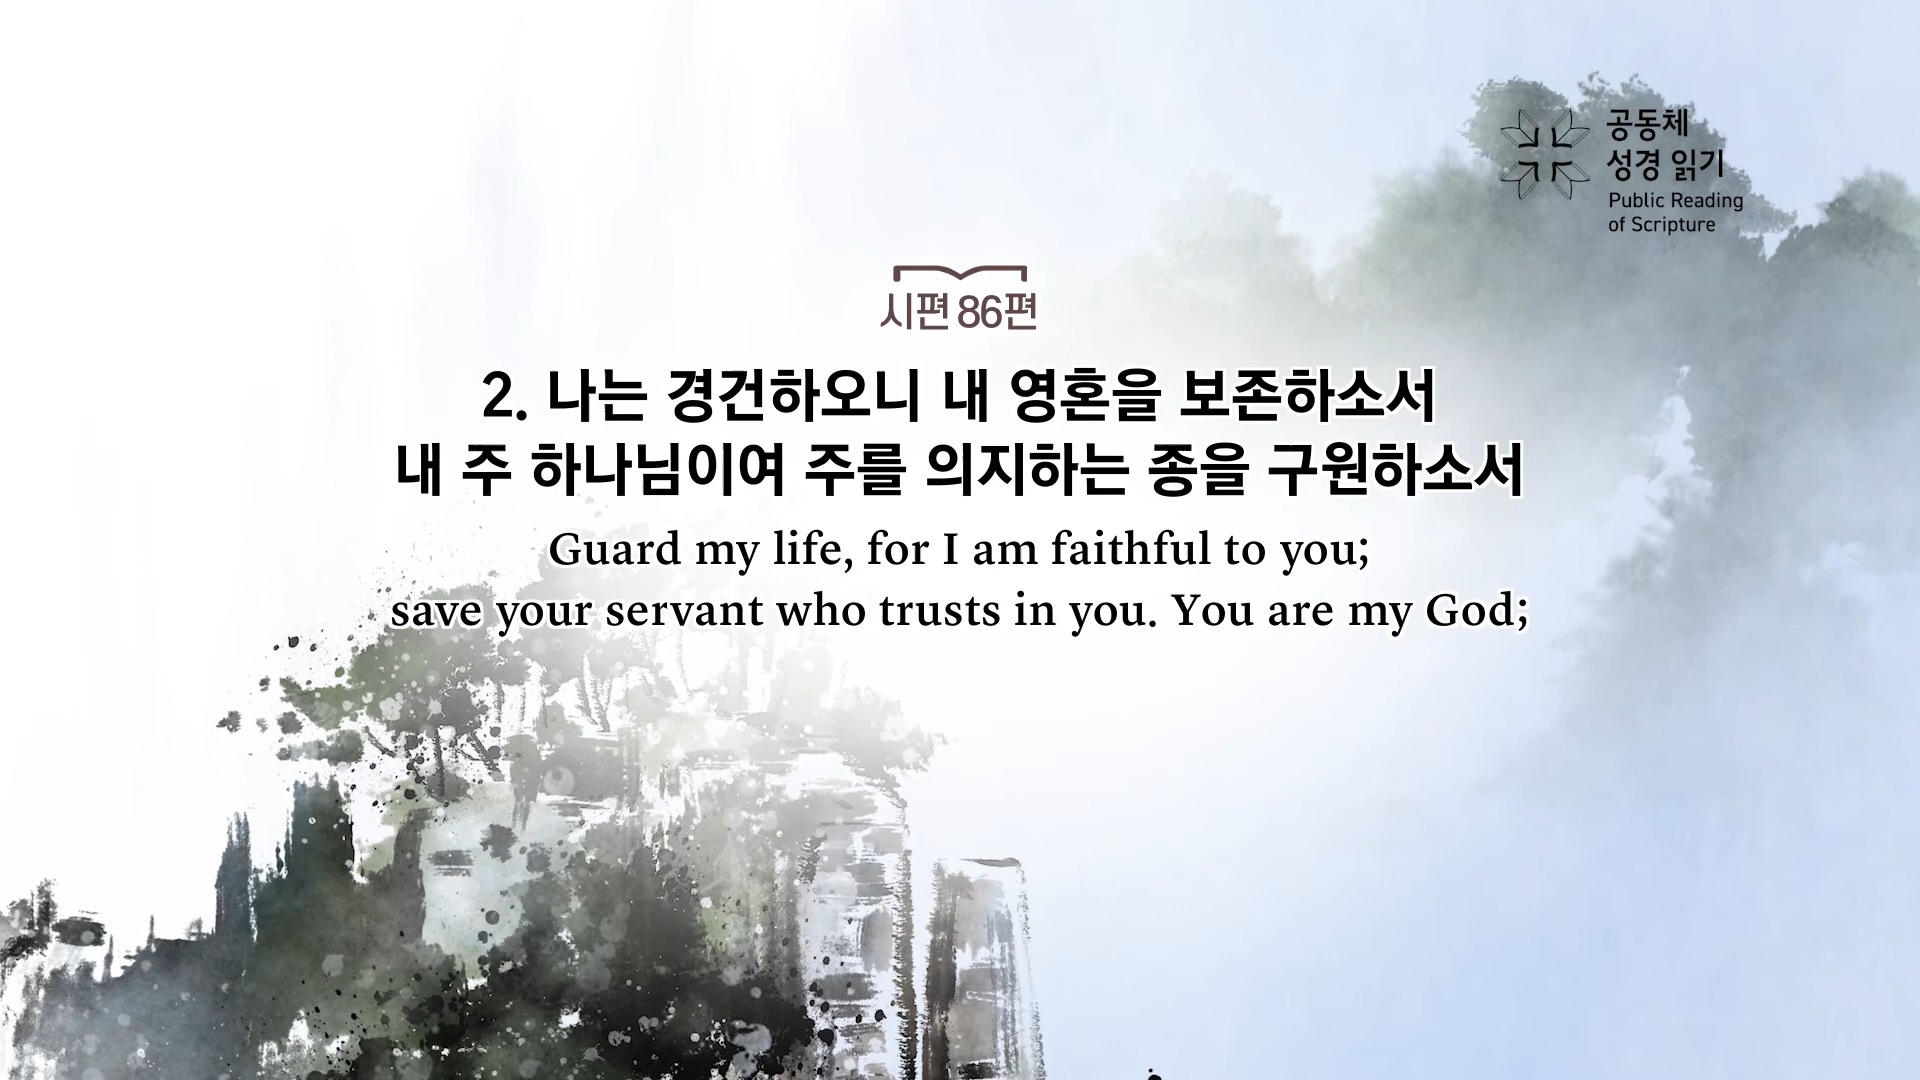 공동체
성경 읽기
Public Reading
of Scripture
시편 86편
2. 나는 경건하오니 내 영혼을 보존하소서
내 주 하나님이여 주를 의지하는 종을 구원하소서
Guard my life, for I am faithful to you;
save your servant who trusts in you. You are my God;